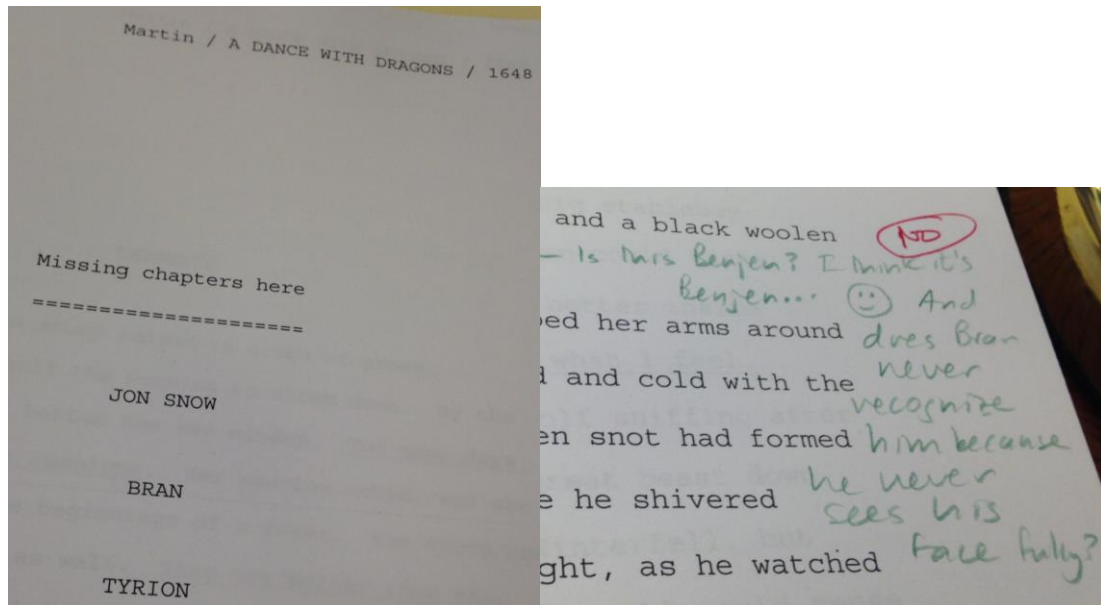 Martin / A DANCE WITH DRAGONS / 1648
Missing chapters here
=====================
JON SNOW
BRAN
TYRION
and a black woolen
NO
— Is this Benjen? I think it's
Benjen... And
ped her arms around does Bran
d and cold with the never
recognize
en snot had formed him because
e he shivered he never
sees his
ght, as he watched face fully?